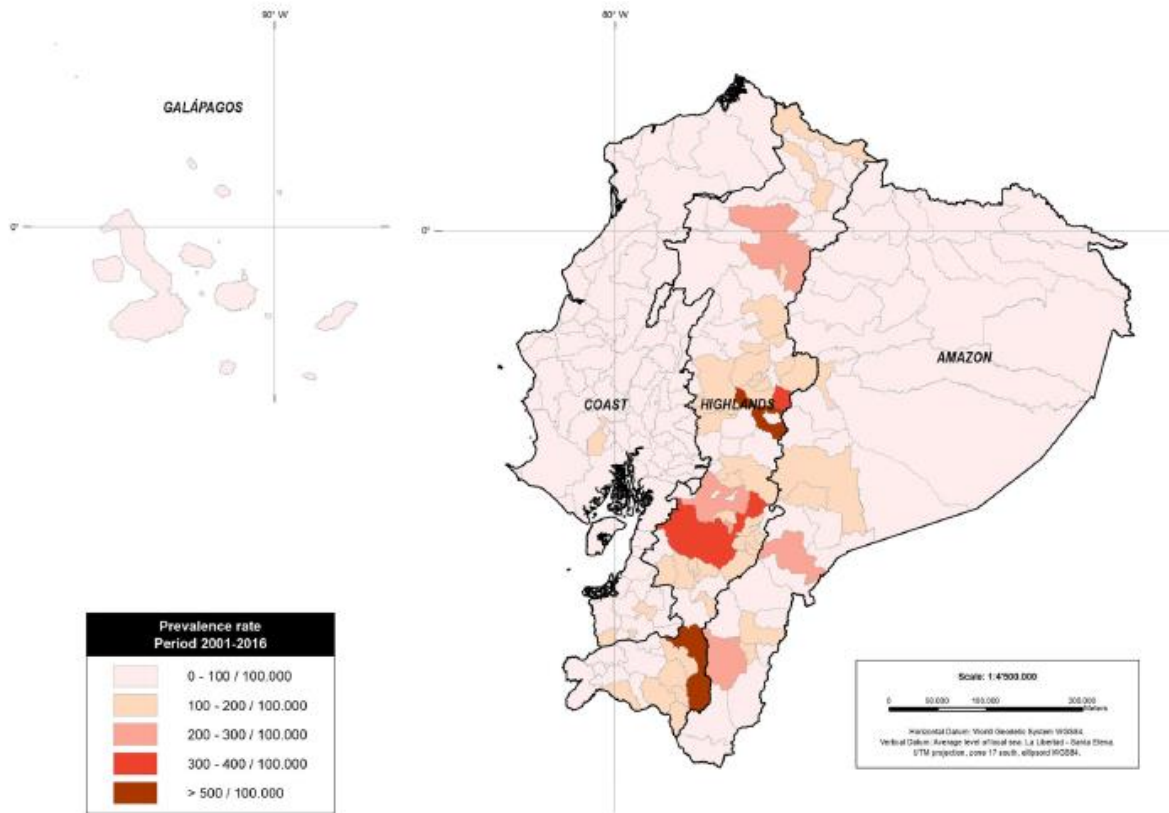 90° W
80° W
GALÁPAGOS
0°
0°
AMAZON
COAST
HIGHLANDS
Prevalence rate
Period 2001-2016
0 - 100 / 100.000
100 - 200 / 100.000
200 - 300 / 100.000
300 - 400 / 100.000
> 500 / 100.000
Scale: 1:4'500.000
0 50.000 100.000 200.000
Meters
Horizontal Datum: World Geodetic System WGS84.
Vertical Datum: Average level of local sea. La Libertad - Santa Elena.
UTM projection, zone 17 south, ellipsoid WGS84.